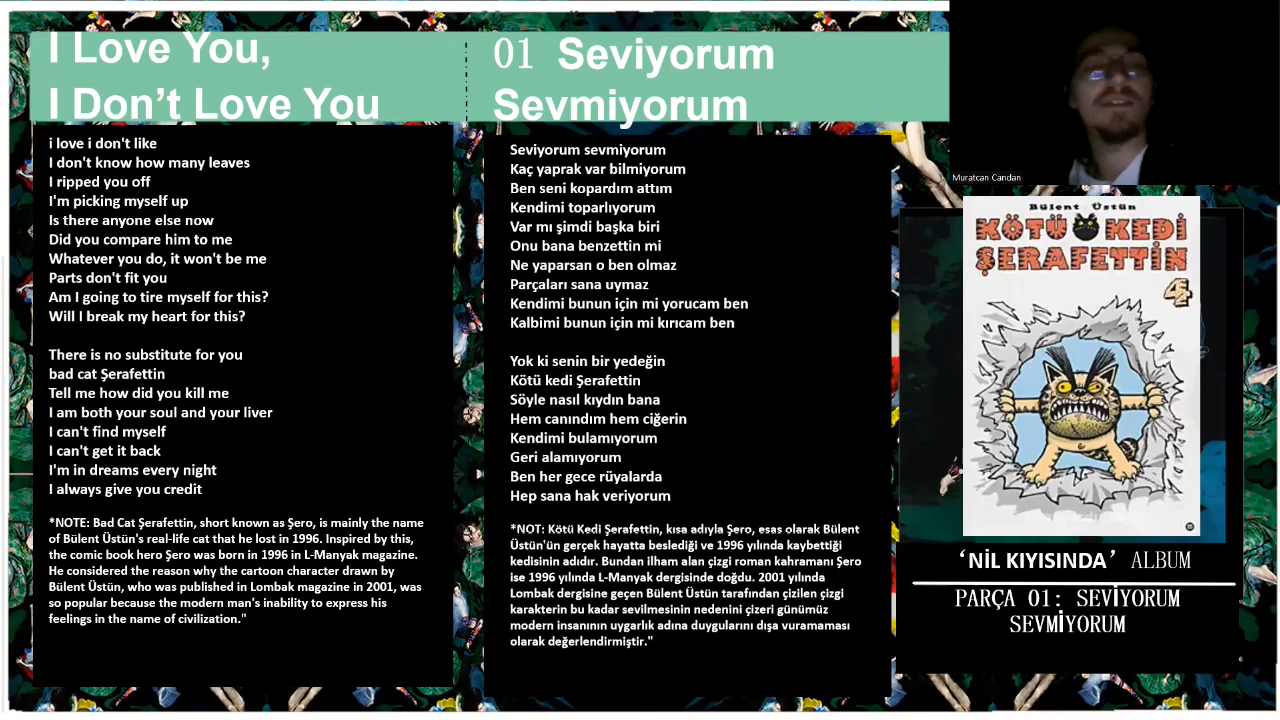 I Love You,
I Don't Love You
i love i don't like
I don't know how many leaves
I ripped you off
I'm picking myself up
Is there anyone else now
Did you compare him to me
Whatever you do, it won't be me
Parts don't fit you
Am I going to tire myself for this?
Will I break my heart for this?
There is no substitute for you
bad cat Şerafettin
Tell me how did you kill me
I am both your soul and your liver
I can't find myself
I can't get it back
I'm in dreams every night
I always give you credit
*NOTE: Bad Cat Şerafettin, short known as Şero, is mainly the name
of Bülent Üstün's real-life cat that he lost in 1996. Inspired by this,
the comic book hero Şero was born in 1996 in L-Manyak magazine.
He considered the reason why the cartoon character drawn by
Bülent Üstün, who was published in Lombak magazine in 2001, was
so popular because the modern man's inability to express his
feelings in the name of civilization."
01 Seviyorum
Sevmiyorum
Seviyorum sevmiyorum
Kaç yaprak var bilmiyorum
Ben seni kopardım attım
Kendimi toparlıyorum
Var mı şimdi başka biri
Onu bana benzettin mi
Ne yaparsan o ben olmaz
Parçaları sana uymaz
Kendimi bunun için mi yorucam ben
Kalbimi bunun için mi kırıcam ben
Yok ki senin bir yedeğin
Kötü kedi Şerafettin
Söyle nasıl kıydın bana
Hem canındım hem ciğerin
Kendimi bulamıyorum
Geri alamıyorum
Ben her gece rüyalarda
Hep sana hak veriyorum
*NOT: Kötü Kedi Şerafettin, kısa adıyla Şero, esas olarak Bülent
Üstün'ün gerçek hayatta beslediği ve 1996 yılında kaybettiği
kedisinin adıdır. Bundan ilham alan çizgi roman kahramanı Şero
ise 1996 yılında L-Manyak dergisinde doğdu. 2001 yılında
Lombak dergisine geçen Bülent Üstün tarafından çizilen çizgi
karakterin bu kadar sevilmesinin nedenini çizeri günümüz
modern insanının uygarlık adına duygularını dışa vuramaması
olarak değerlendirmiştir."
Muratcan Candan
Bülent Üstün
KÖTÜ KEDİ
ŞERAFETTİN
4
'NİL KIYISINDA' ALBUM
PARÇA 01: SEVİYORUM
SEVMİYORUM